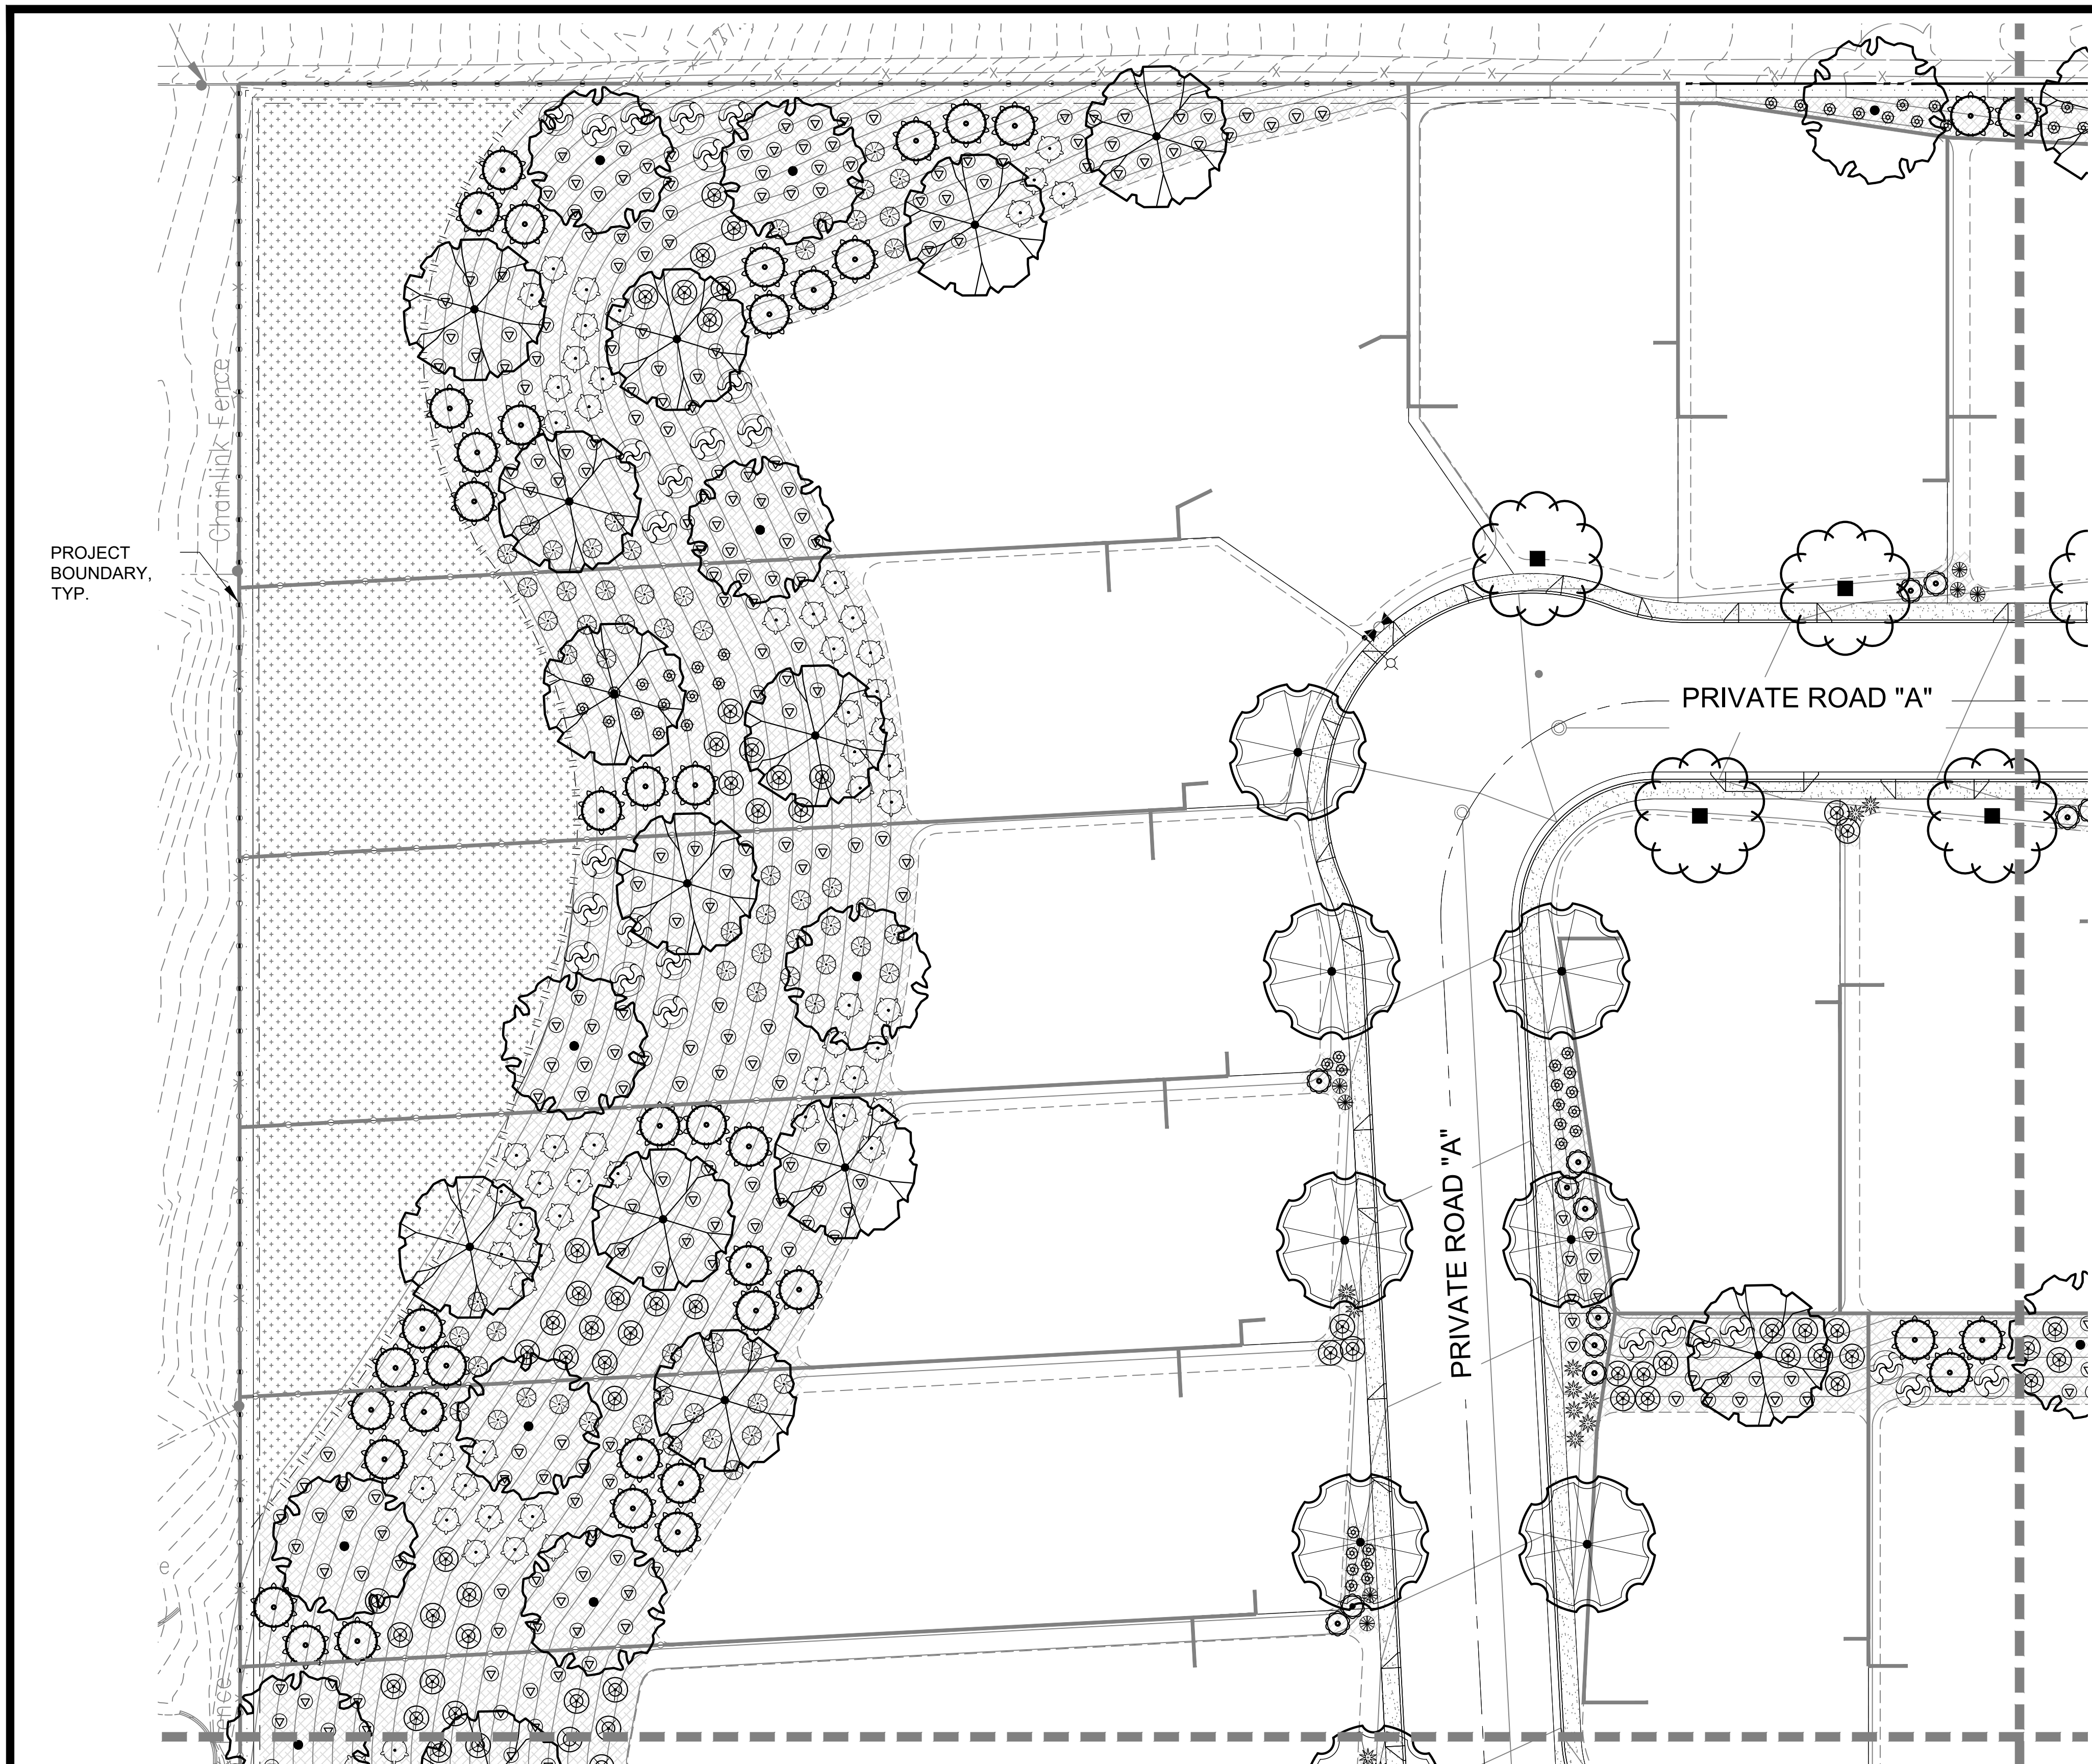 Chainlink Fence
PROJECT
BOUNDARY,
TYP.
PRIVATE ROAD "A"
PRIVATE ROAD "A"